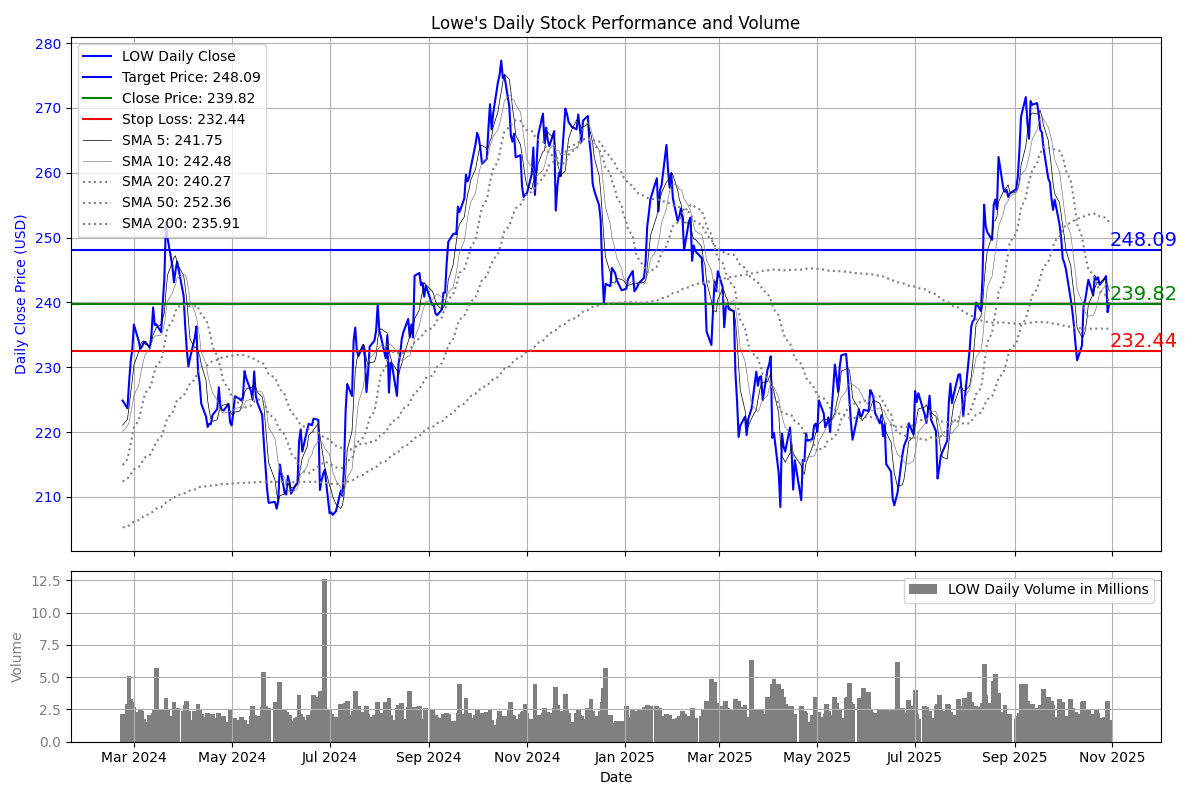 Lowe's Daily Stock Performance and Volume
LOW Daily Close
Target Price: 248.09
Close Price: 239.82
Stop Loss: 232.44
SMA 5: 241.75
SMA 10: 242.48
SMA 20: 240.27
SMA 50: 252.36
SMA 200: 235.91
280
270
260
250
240
230
220
210
Daily Close Price (USD)
248.09
239.82
232.44
LOW Daily Volume in Millions
12.5
10.0
7.5
5.0
2.5
0.0
Volume
Mar 2024 May 2024 Jul 2024 Sep 2024 Nov 2024 Jan 2025 Mar 2025 May 2025 Jul 2025 Sep 2025 Nov 2025
Date